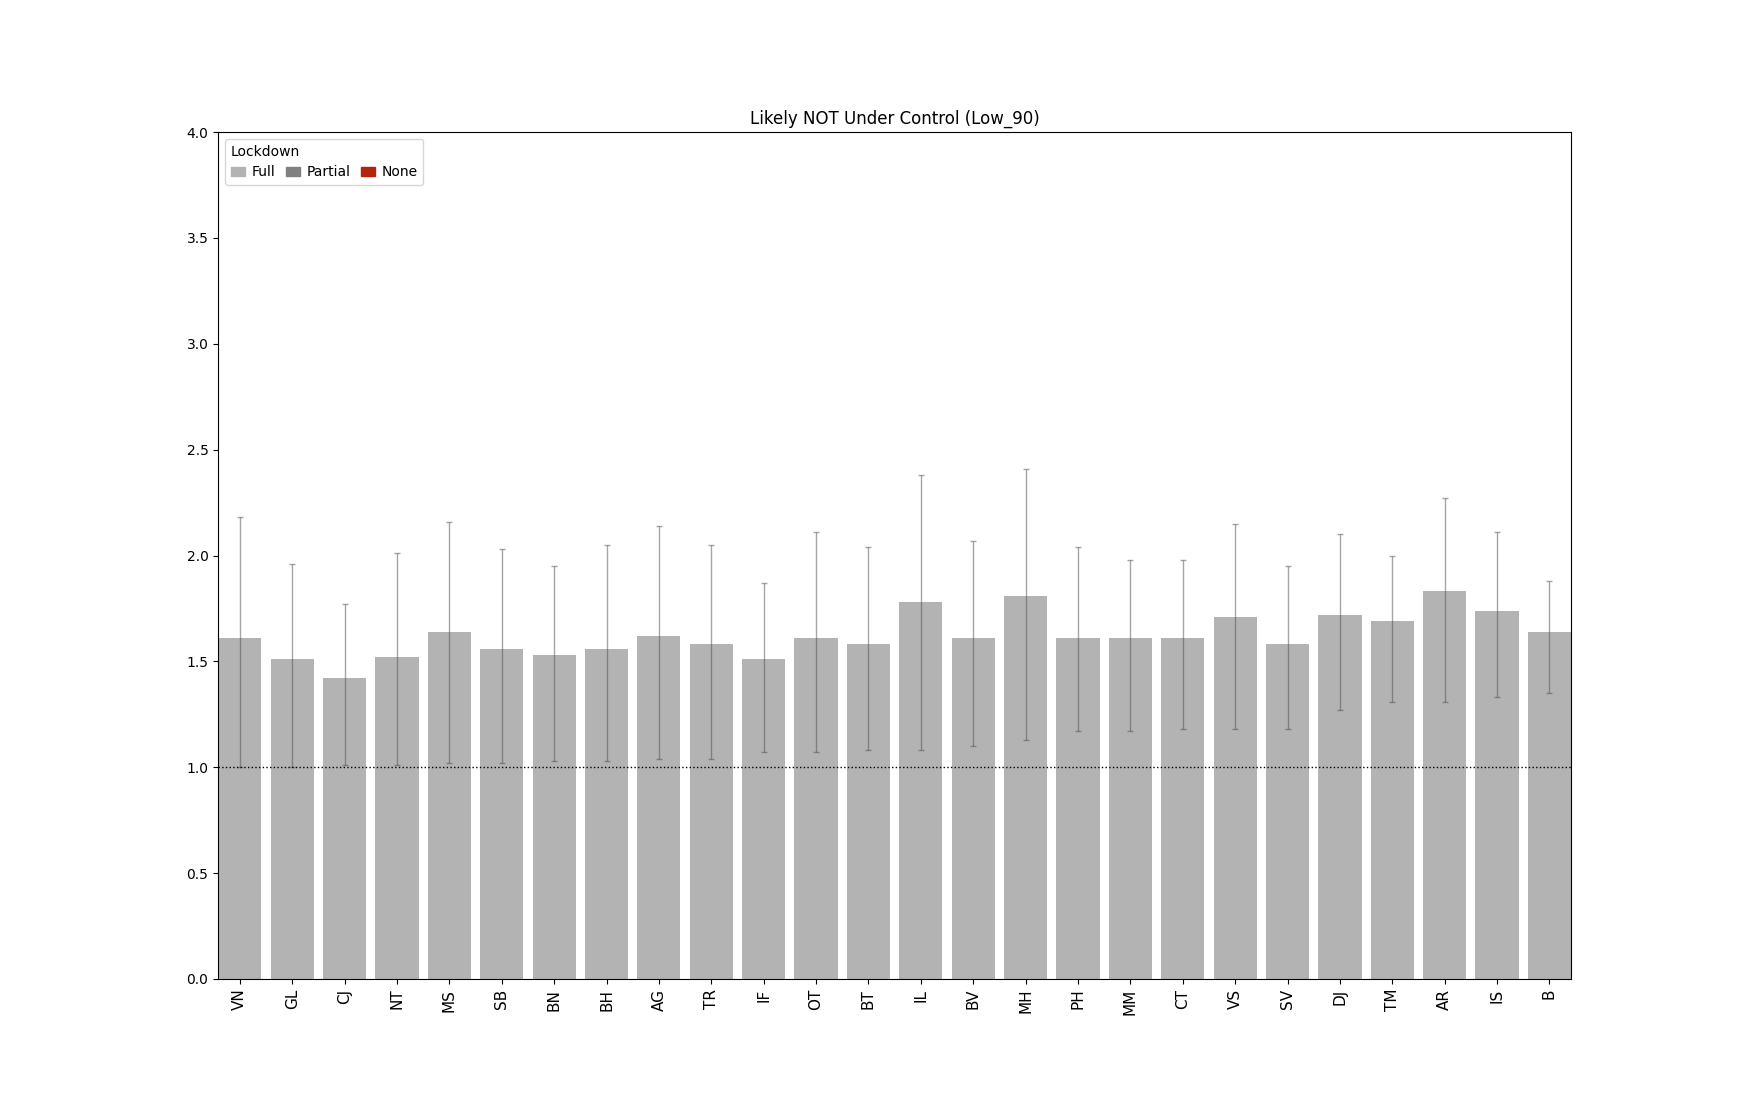 Likely NOT Under Control (Low_90)
4.0
Lockdown
Full Partial None
3.5
3.0
2.5
2.0
1.5
1.0
0.5
0.0
VN GL CJ NT MS SB BN BH AG TR IF OT BT IL BV MH PH MM CT VS SV DJ TM AR IS B